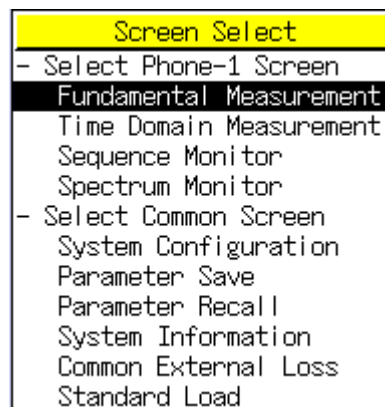 Screen Select
- Select Phone-1 Screen
Fundamental Measurement
Time Domain Measurement
Sequence Monitor
Spectrum Monitor
- Select Common Screen
System Configuration
Parameter Save
Parameter Recall
System Information
Common External Loss
Standard Load